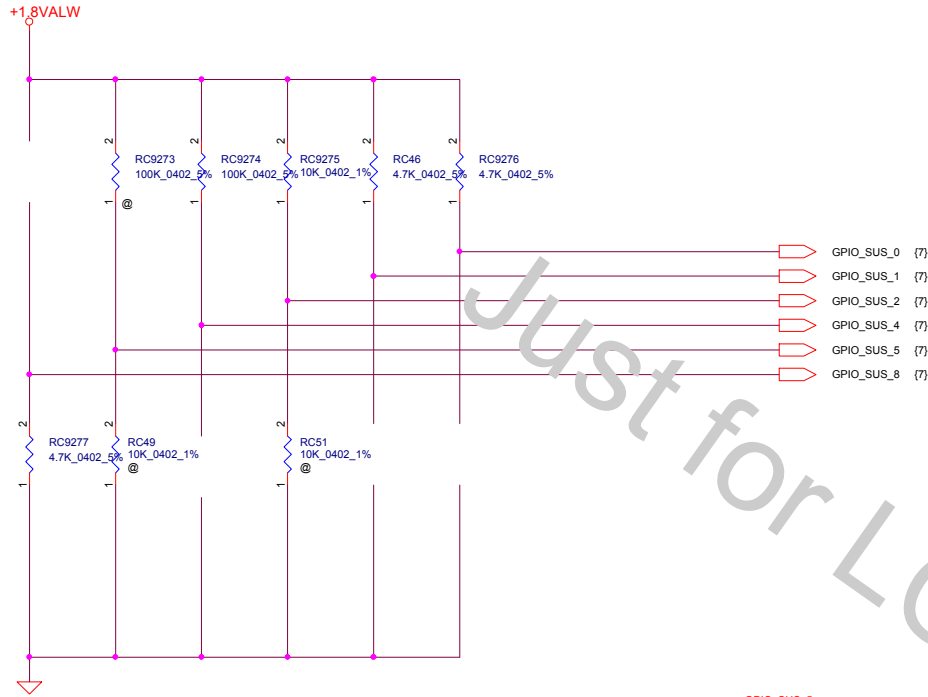 +1.8VALW
2 2 2 2 2
RC9273 RC9274 RC9275 RC46 RC9276
100K_0402_5% 100K_0402_5% 10K_0402_1% 4.7K_0402_5% 4.7K_0402_5%
1 1 1 1 1
@
GPIO_SUS_0 {7}
GPIO_SUS_1 {7}
GPIO_SUS_2 {7}
GPIO_SUS_4 {7}
GPIO_SUS_5 {7}
GPIO_SUS_8 {7}
2 2 2
RC9277 RC49 RC51
4.7K_0402_5% 10K_0402_1% 10K_0402_1%
@ @
1 1 1
Just for